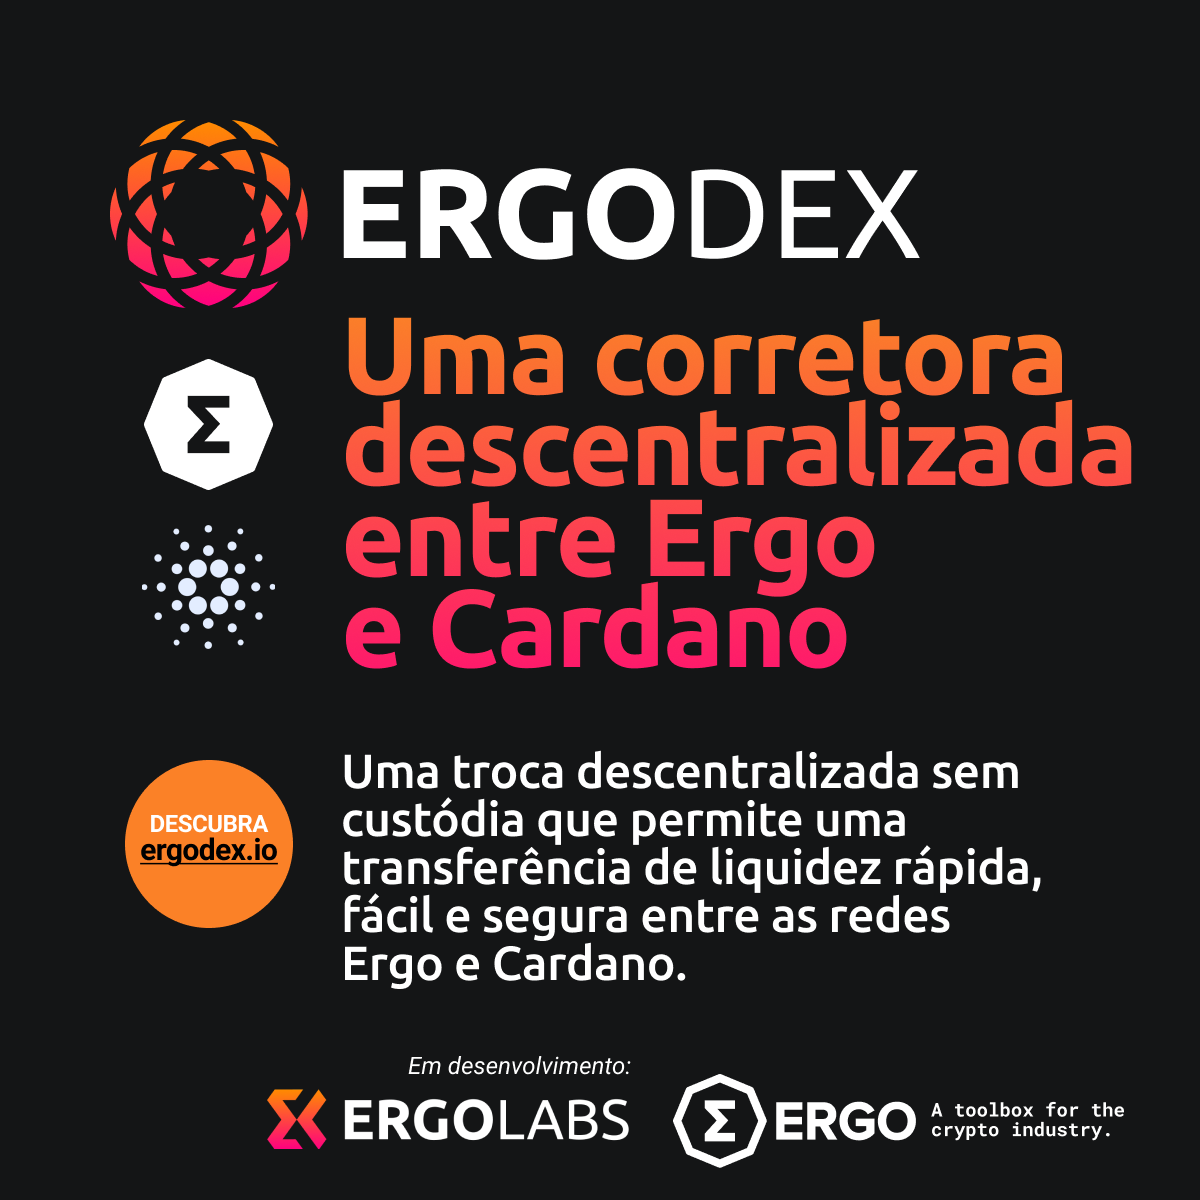 ERGODEX
Uma corretora
descentralizada
entre Ergo
e Cardano
Σ
DESCUBRA
ergodex.io
Uma troca descentralizada sem
custódia que permite uma
transferência de liquidez rápida,
fácil e segura entre as redes
Ergo e Cardano.
Em desenvolvimento:
ERGOLABS
Σ ERGO
A toolbox for the
crypto industry.